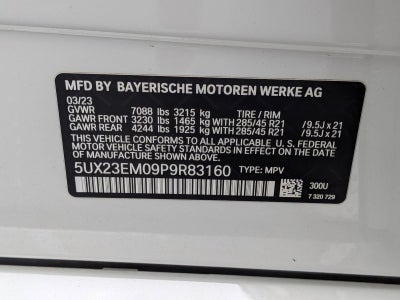 MFD BY BAYERISCHE MOTOREN WERKE AG
03/23
GVWR 7088 lbs 3215 kg TIRE / RIM
GAWR FRONT 3230 lbs 1465 kg WITH 285/45 R21 /9.5J x 21
GAWR REAR 4244 lbs 1925 kg WITH 285/45 R21 /9.5J x 21
THIS VEHICLE CONFORMS TO ALL APPLICABLE U.S. FEDERAL
MOTOR VEHICLE SAFETY STANDARDS IN EFFECT ON THE DATE OF
MANUFACTURE SHOWN ABOVE.
5UX23EM09P9R83160 TYPE: MPV 300U
7 320 729